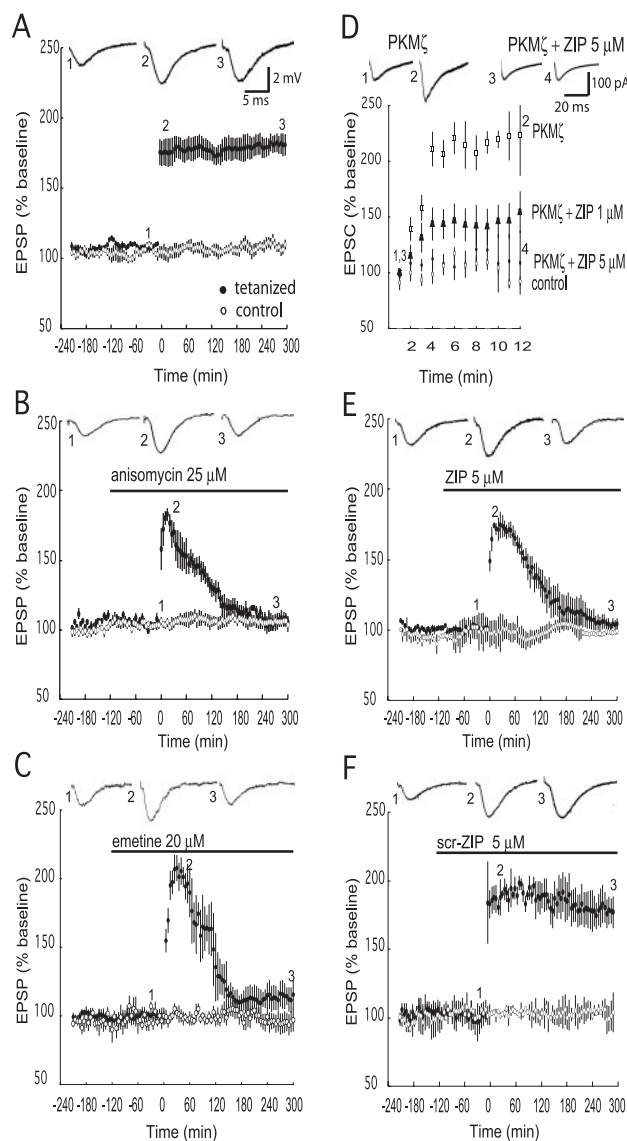 A
1
2
3
2 mV
5 ms
EPSP (% baseline)
250
200
150
100
50
2
3
1
tetanized
control
-240 -180 -120 -60 0 60 120 180 240 300
Time (min)
B
1
2
3
EPSP (% baseline)
250
200
150
100
50
anisomycin 25 µM
2
1
3
-240 -180 -120 -60 0 60 120 180 240 300
Time (min)
C
1
2
3
EPSP (% baseline)
250
200
150
100
50
emetine 20 µM
2
1
3
-240 -180 -120 -60 0 60 120 180 240 300
Time (min)
D
PKMζ
PKMζ + ZIP 5 µM
1
2
3
4
100 pA
20 ms
EPSC (% baseline)
250
200
150
100
50
2
PKMζ
PKMζ + ZIP 1 µM
1,3
4
PKMζ + ZIP 5 µM
control
2 4 6 8 10 12
Time (min)
E
1
2
3
EPSP (% baseline)
250
200
150
100
50
ZIP 5 µM
2
1
3
-240 -180 -120 -60 0 60 120 180 240 300
Time (min)
F
1
2
3
EPSP (% baseline)
250
200
150
100
50
scr-ZIP 5 µM
2
3
1
-240 -180 -120 -60 0 60 120 180 240 300
Time (min)